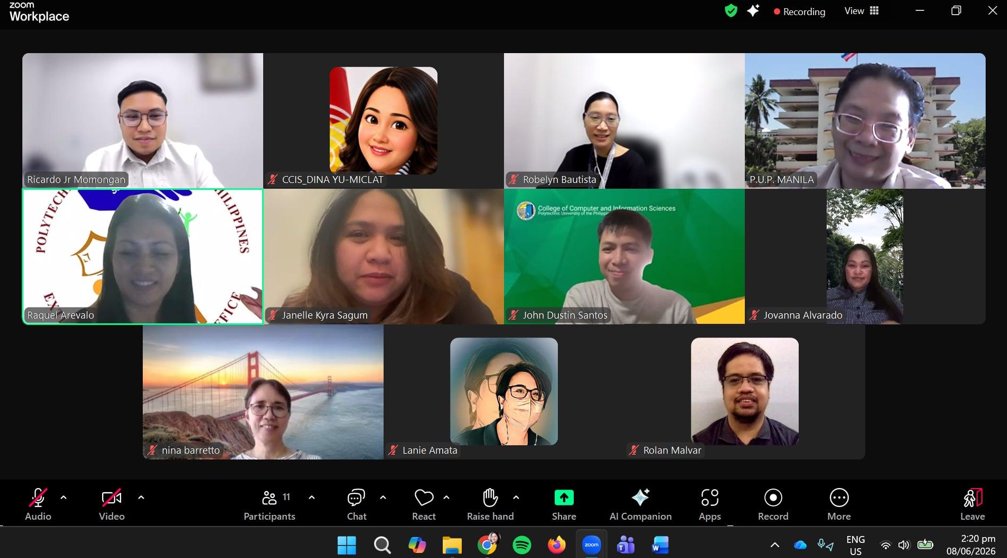 zoom
Workplace
Recording
View
Ricardo Jr Momongan
CCIS_DINA YU-MICLAT
Robelyn Bautista
P.U.P. MANILA
POLYTECH
PHILIPPINES
Raquel Arevalo
Janelle Kyra Sagum
College of Computer and Information Sciences
Polytechnic University of the Philippines
John Dustin Santos
Jovanna Alvarado
nina barretto
Lanie Amata
Rolan Malvar
Audio
Video
Participants
11
Chat
React
Raise hand
Share
AI Companion
Apps
Record
More
Leave
zoom
ENG
US
2:20 pm
08/06/2026